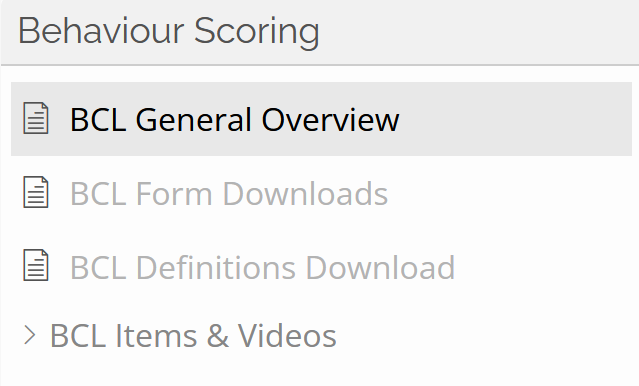 Behaviour Scoring
BCL General Overview
BCL Form Downloads
BCL Definitions Download
BCL Items & Videos